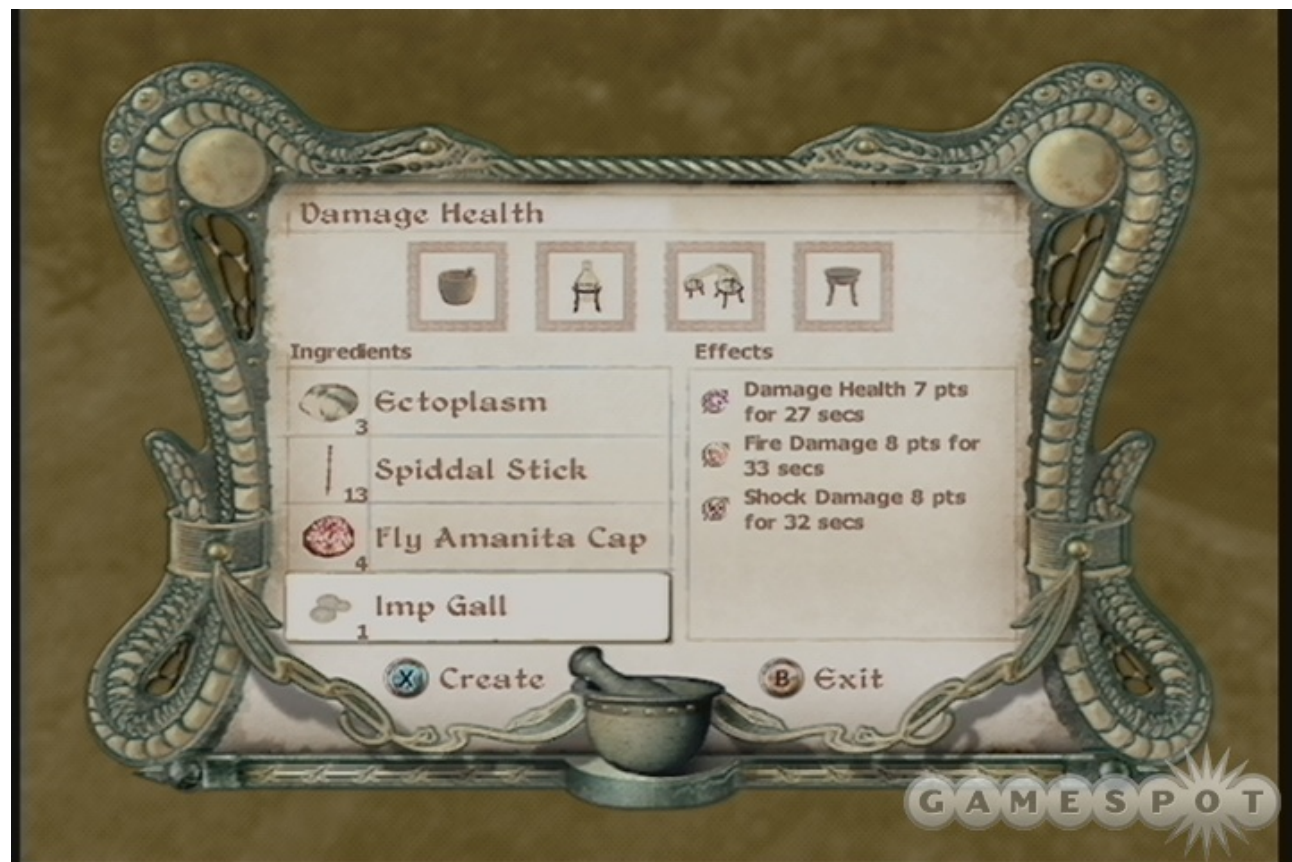 Damage Health
Ingredients
Effects
Ectoplasm
3
Spiddal Stick
13
Fly Amanita Cap
4
Imp Gall
1
Damage Health 7 pts
for 27 secs
Fire Damage 8 pts for
33 secs
Shock Damage 8 pts
for 32 secs
X Create
B Exit
GAMESPOT